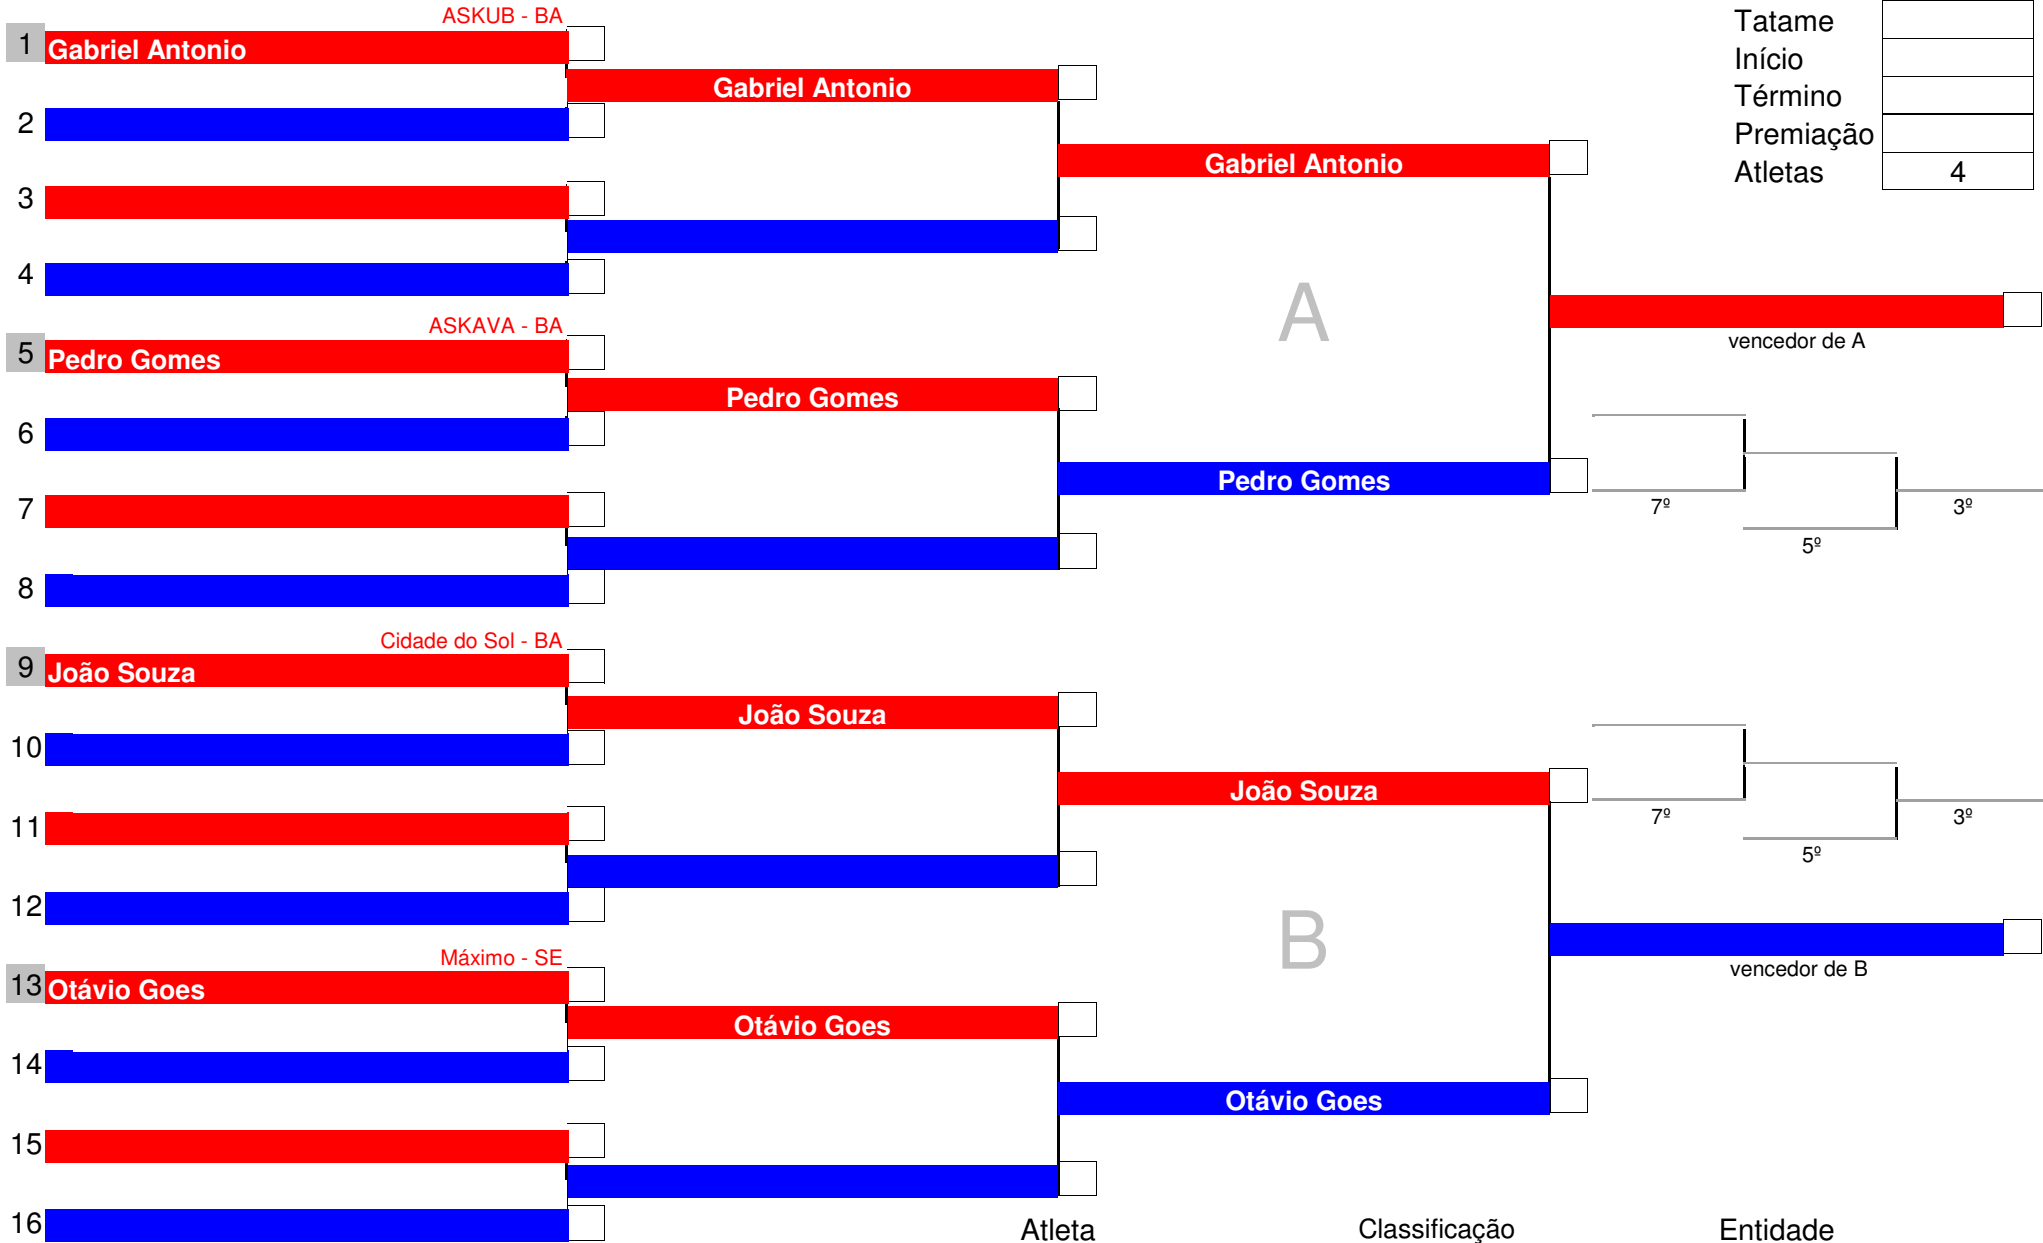 ASKUB - BA
Tatame
1 Gabriel Antonio
Início
Gabriel Antonio
Término
2
Premiação
Gabriel Antonio
Atletas 4
3
4
A
ASKAVA - BA
vencedor de A
5 Pedro Gomes
Pedro Gomes
6
Pedro Gomes
7
7º 3º
5º
8
Cidade do Sol - BA
9 João Souza
João Souza
10
João Souza
7º 3º
11
5º
12
B
Máximo - SE
vencedor de B
13 Otávio Goes
Otávio Goes
14
Otávio Goes
15
16
Atleta Classificação Entidade